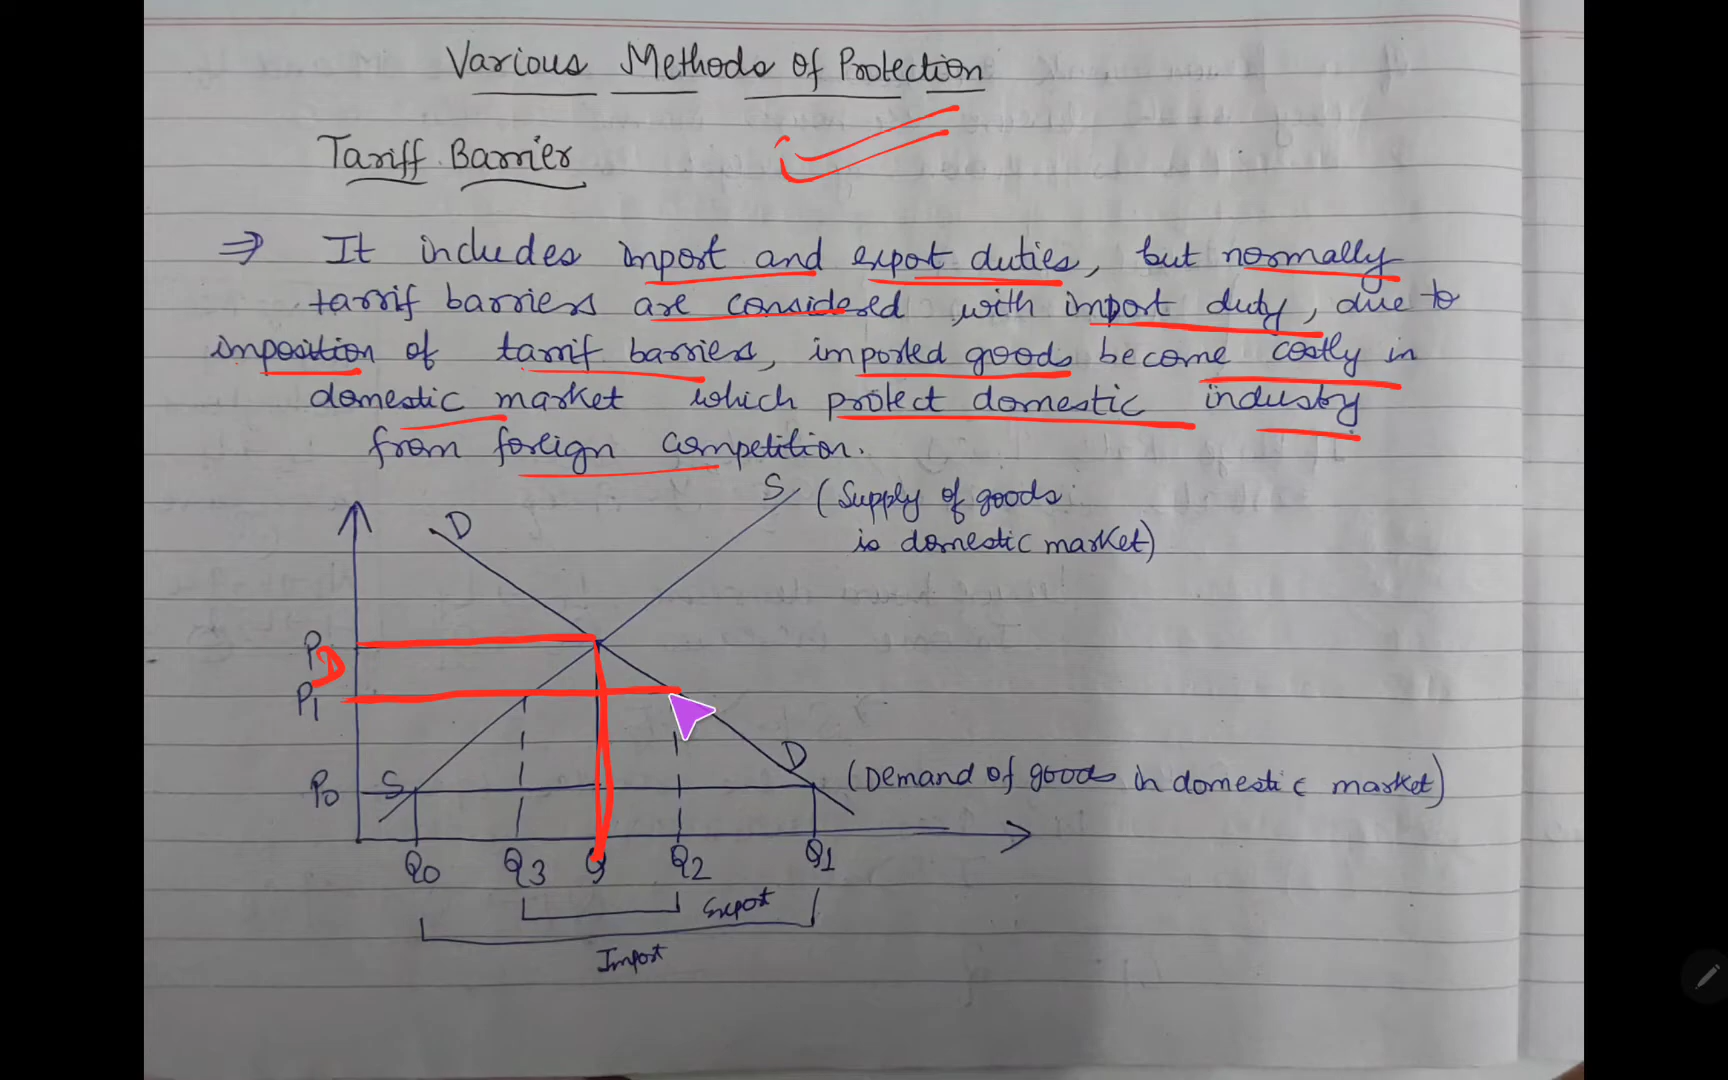 Various Methods Of Protection
Tariff Barrier
⇒ It includes import and export duties, but normally
tarrif barriers are considered with import duty, due to
imposition of tarrif barriers, imported goods become costly in
domestic market which protect domestic industry
from foreign competition.
S (Supply of goods
is domestic market)
D
P
P1
D
P0 S (Demand of goods in domestic market)
Q0 Q3 Q Q2 Q1
Export
Import